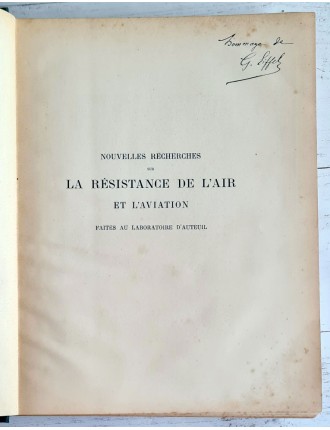 Hommage de
G. Eiffel
NOUVELLES RECHERCHES
SUR
LA RÉSISTANCE DE L'AIR
ET L'AVIATION
FAITES AU LABORATOIRE D'AUTEUIL